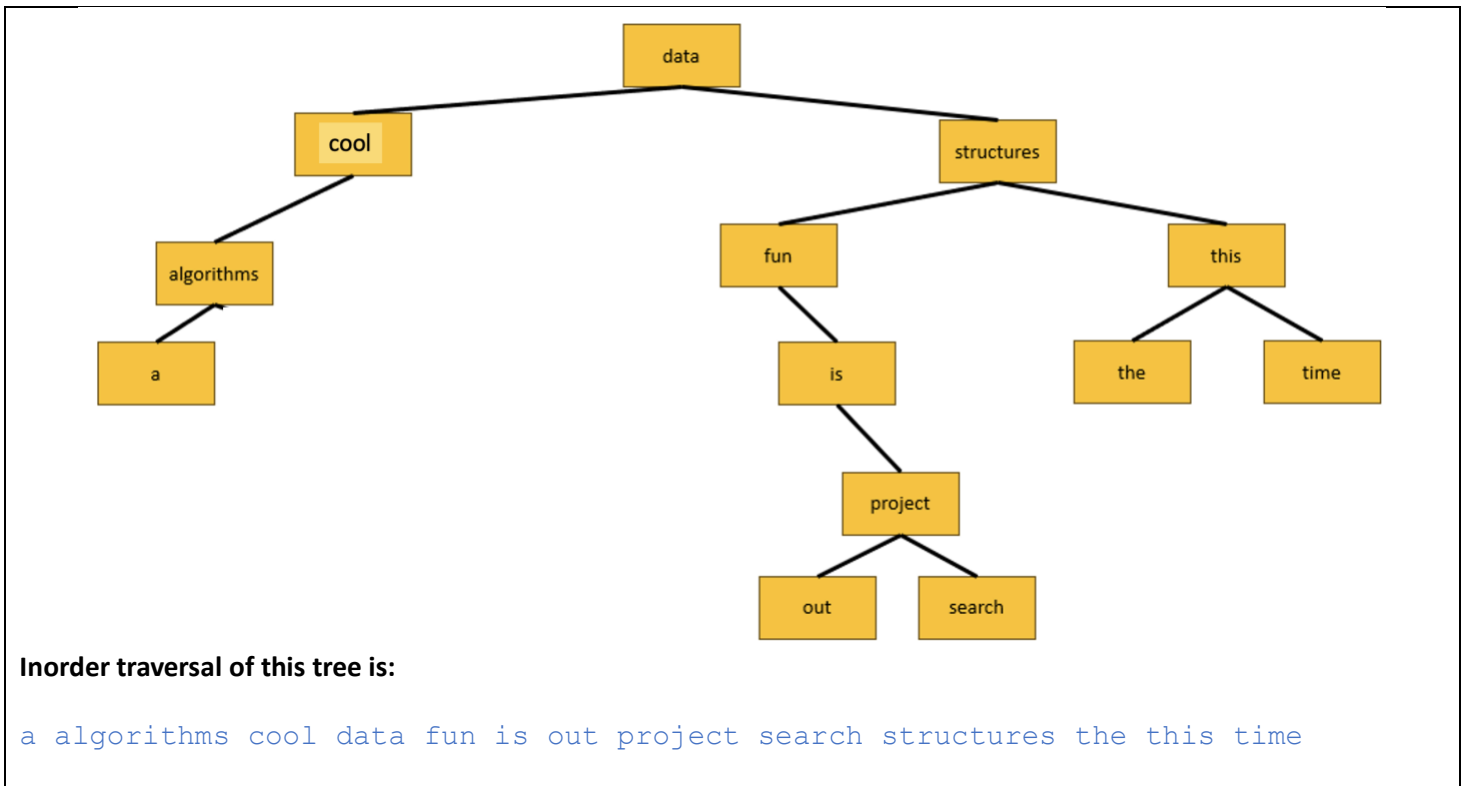 data
cool
structures
fun
this
algorithms
a
is
the
time
project
out
search
Inorder traversal of this tree is:
a algorithms cool data fun is out project search structures the this time